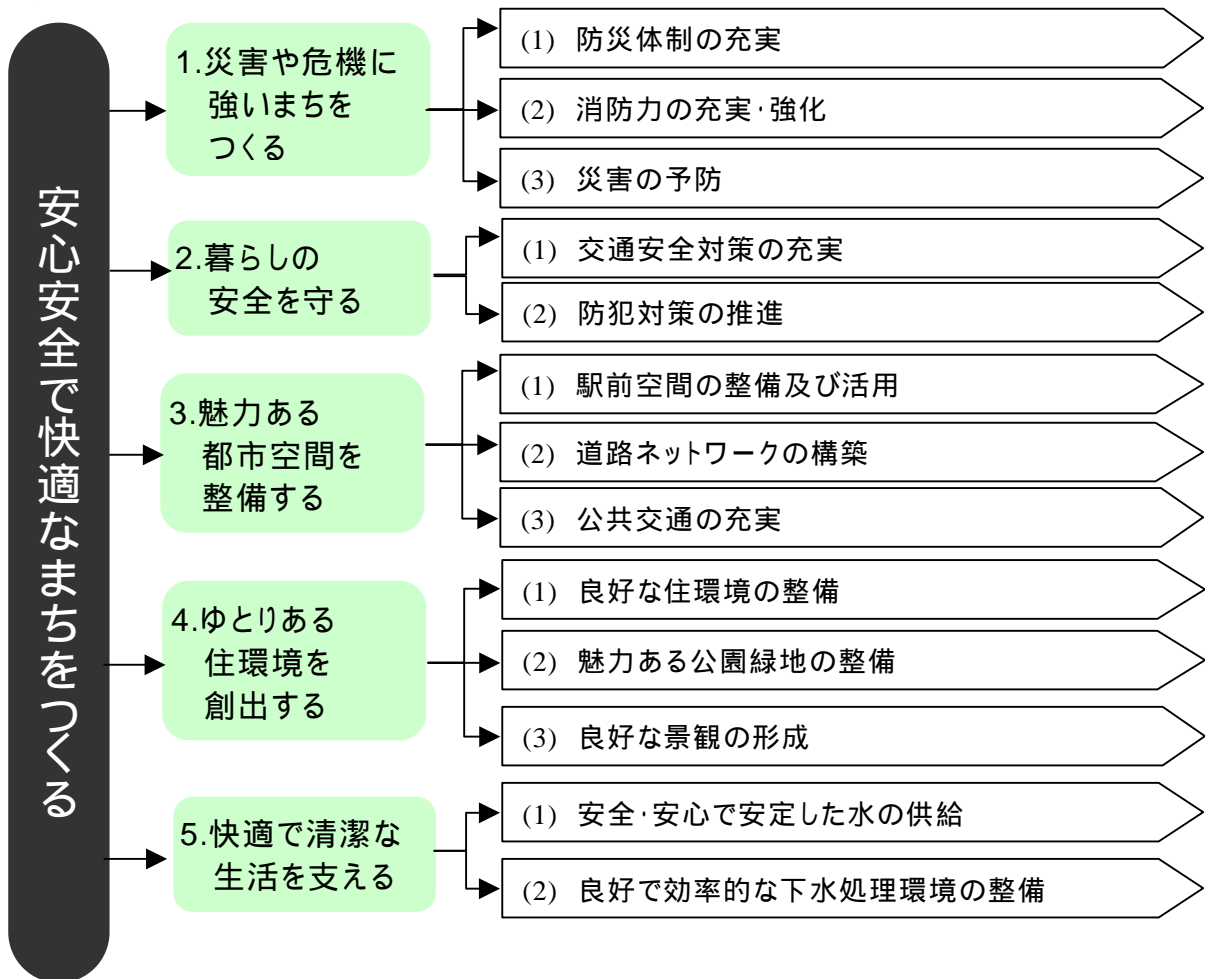 安心安全で快適なまちをつくる
1.災害や危機に
強いまちを
つくる
(1) 防災体制の充実
(2) 消防力の充実･強化
(3) 災害の予防
2.暮らしの
安全を守る
(1) 交通安全対策の充実
(2) 防犯対策の推進
3.魅力ある
都市空間を
整備する
(1) 駅前空間の整備及び活用
(2) 道路ネットワークの構築
(3) 公共交通の充実
4.ゆとりある
住環境を
創出する
(1) 良好な住環境の整備
(2) 魅力ある公園緑地の整備
(3) 良好な景観の形成
5.快適で清潔な
生活を支える
(1) 安全･安心で安定した水の供給
(2) 良好で効率的な下水処理環境の整備